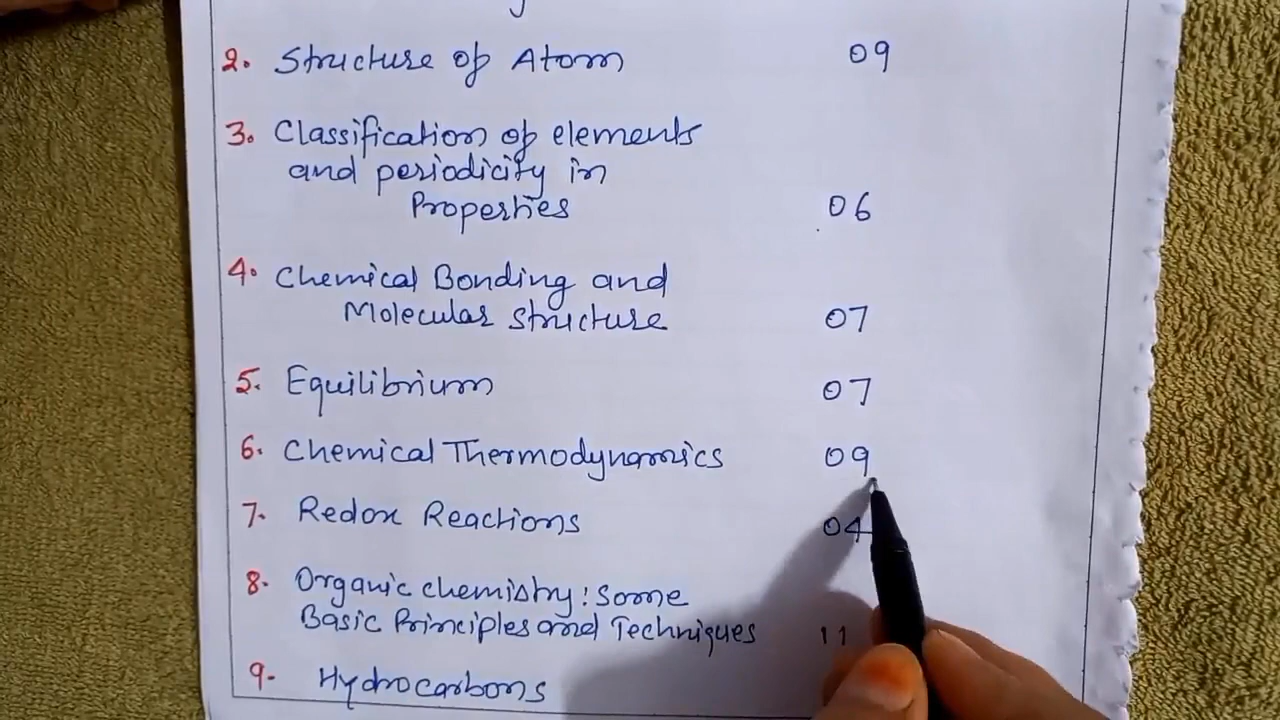 2. Structure of Atom 09
3. Classification of elements
and periodicity in
Properties 06
4. Chemical Bonding and
Molecular structure 07
5. Equilibrium 07
6. Chemical Thermodynamics 09
7. Redox Reactions 04
8. Organic chemistry: Some
Basic Principles and Techniques 11
9. Hydrocarbons